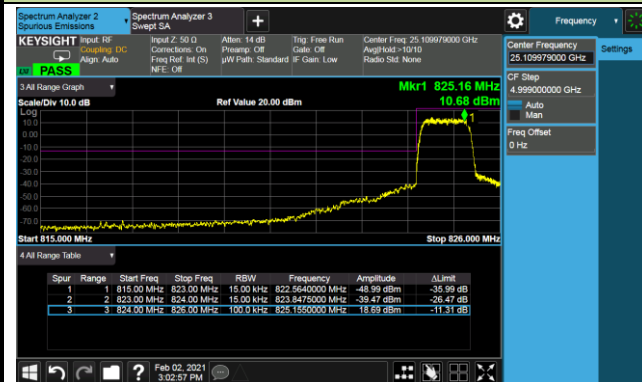 Spectrum Analyzer 2
Spurious Emissions
Spectrum Analyzer 3
Swept SA
+
Frequency
KEYSIGHT
Input: RF
Coupling: DC
Align: Auto
Input Z: 50 Ω
Corrections: On
Freq Ref: Int (S)
NFE: Off
Atten: 14 dB
Preamp: Off
µW Path: Standard
Trig: Free Run
Gate: Off
IF Gain: Low
Center Freq: 25.109979000 GHz
Avg|Hold:>10/10
Radio Std: None
LXI
PASS
Center Frequency
25.109979000 GHz
Settings
CF Step
4.999000000 GHz
Auto
Man
Freq Offset
0 Hz
3 All Range Graph
Mkr1 825.16 MHz
10.68 dBm
Scale/Div 10.0 dB
Ref Value 20.00 dBm
Log
10.0
0.00
-10.0
-20.0
-30.0
-40.0
-50.0
-60.0
-70.0
1
Start 815.000 MHz
Stop 826.000 MHz
4 All Range Table
Spur Range Start Freq Stop Freq RBW Frequency Amplitude ΔLimit
1 1 815.00 MHz 823.00 MHz 15.00 kHz 822.5640000 MHz -48.99 dBm -35.99 dB
2 2 823.00 MHz 824.00 MHz 15.00 kHz 823.8475000 MHz -39.47 dBm -26.47 dB
3 3 824.00 MHz 826.00 MHz 100.0 kHz 825.1550000 MHz 18.69 dBm -11.31 dB
?
Feb 02, 2021
3:02:57 PM